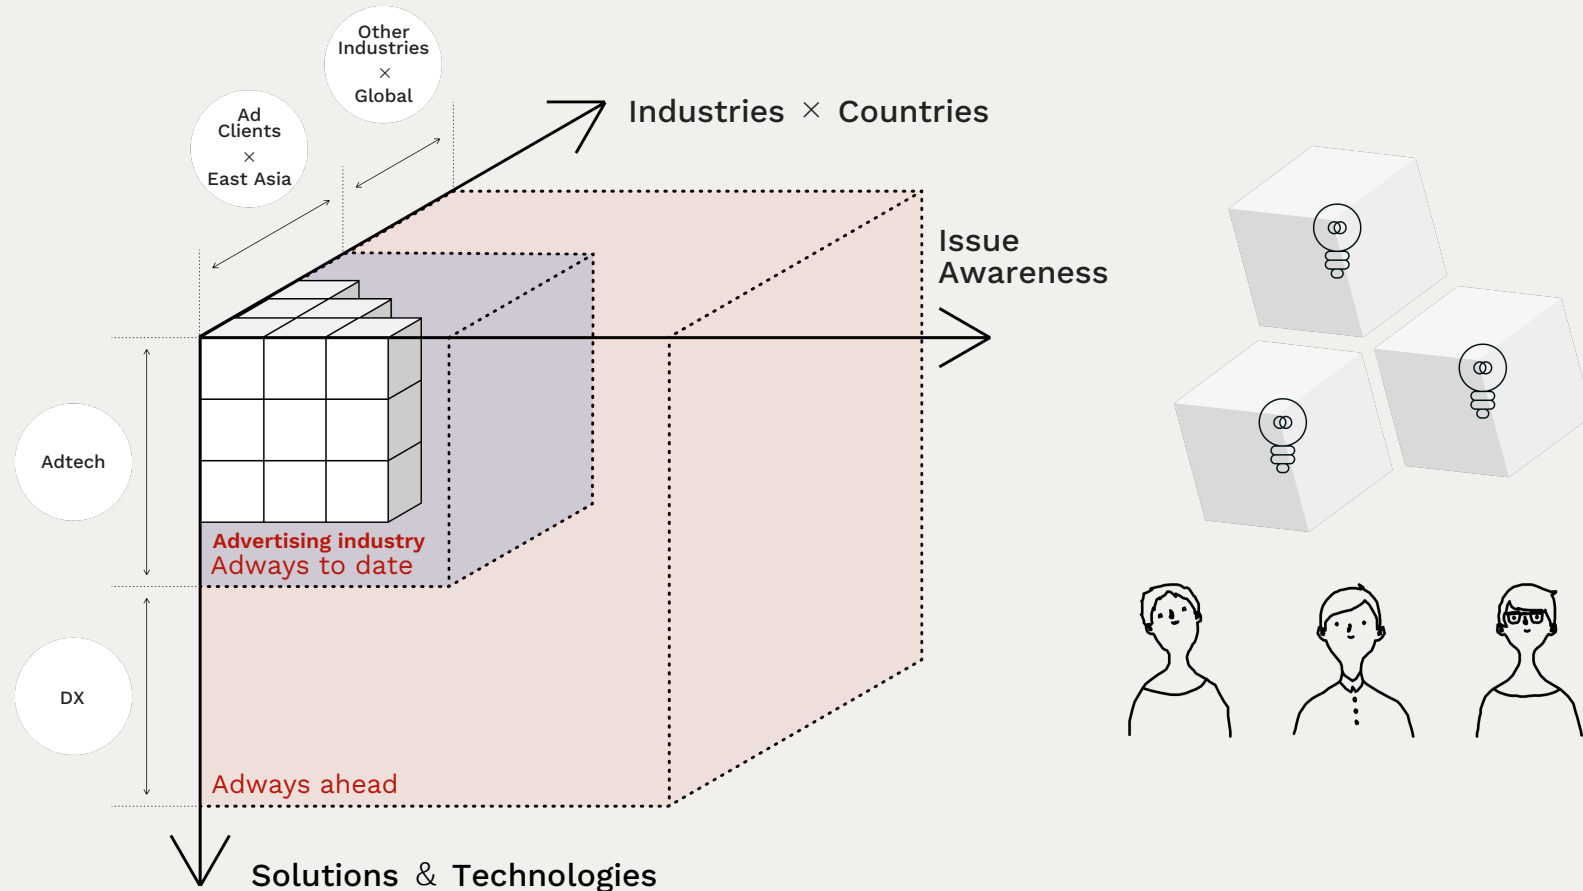 Other
Industries
×
Global
Ad
Clients
×
East Asia
Industries × Countries
Issue
Awareness
Adtech
Advertising industry
Adways to date
DX
Adways ahead
Solutions & Technologies